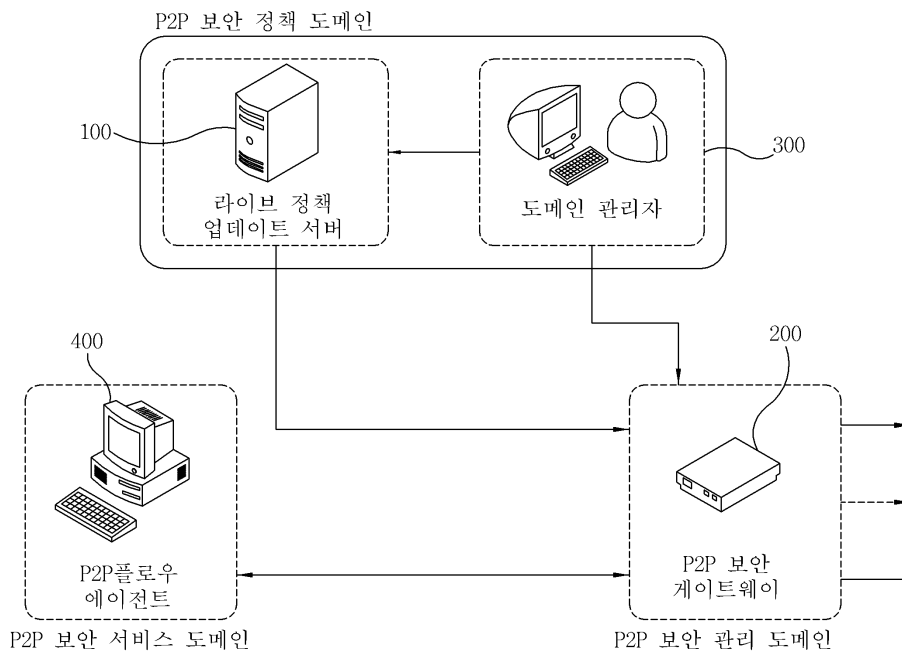 P2P 보안 정책 도메인
100
라이브 정책
업데이트 서버
300
도메인 관리자
400
P2P플로우
에이전트
P2P 보안 서비스 도메인
200
P2P 보안
게이트웨이
P2P 보안 관리 도메인